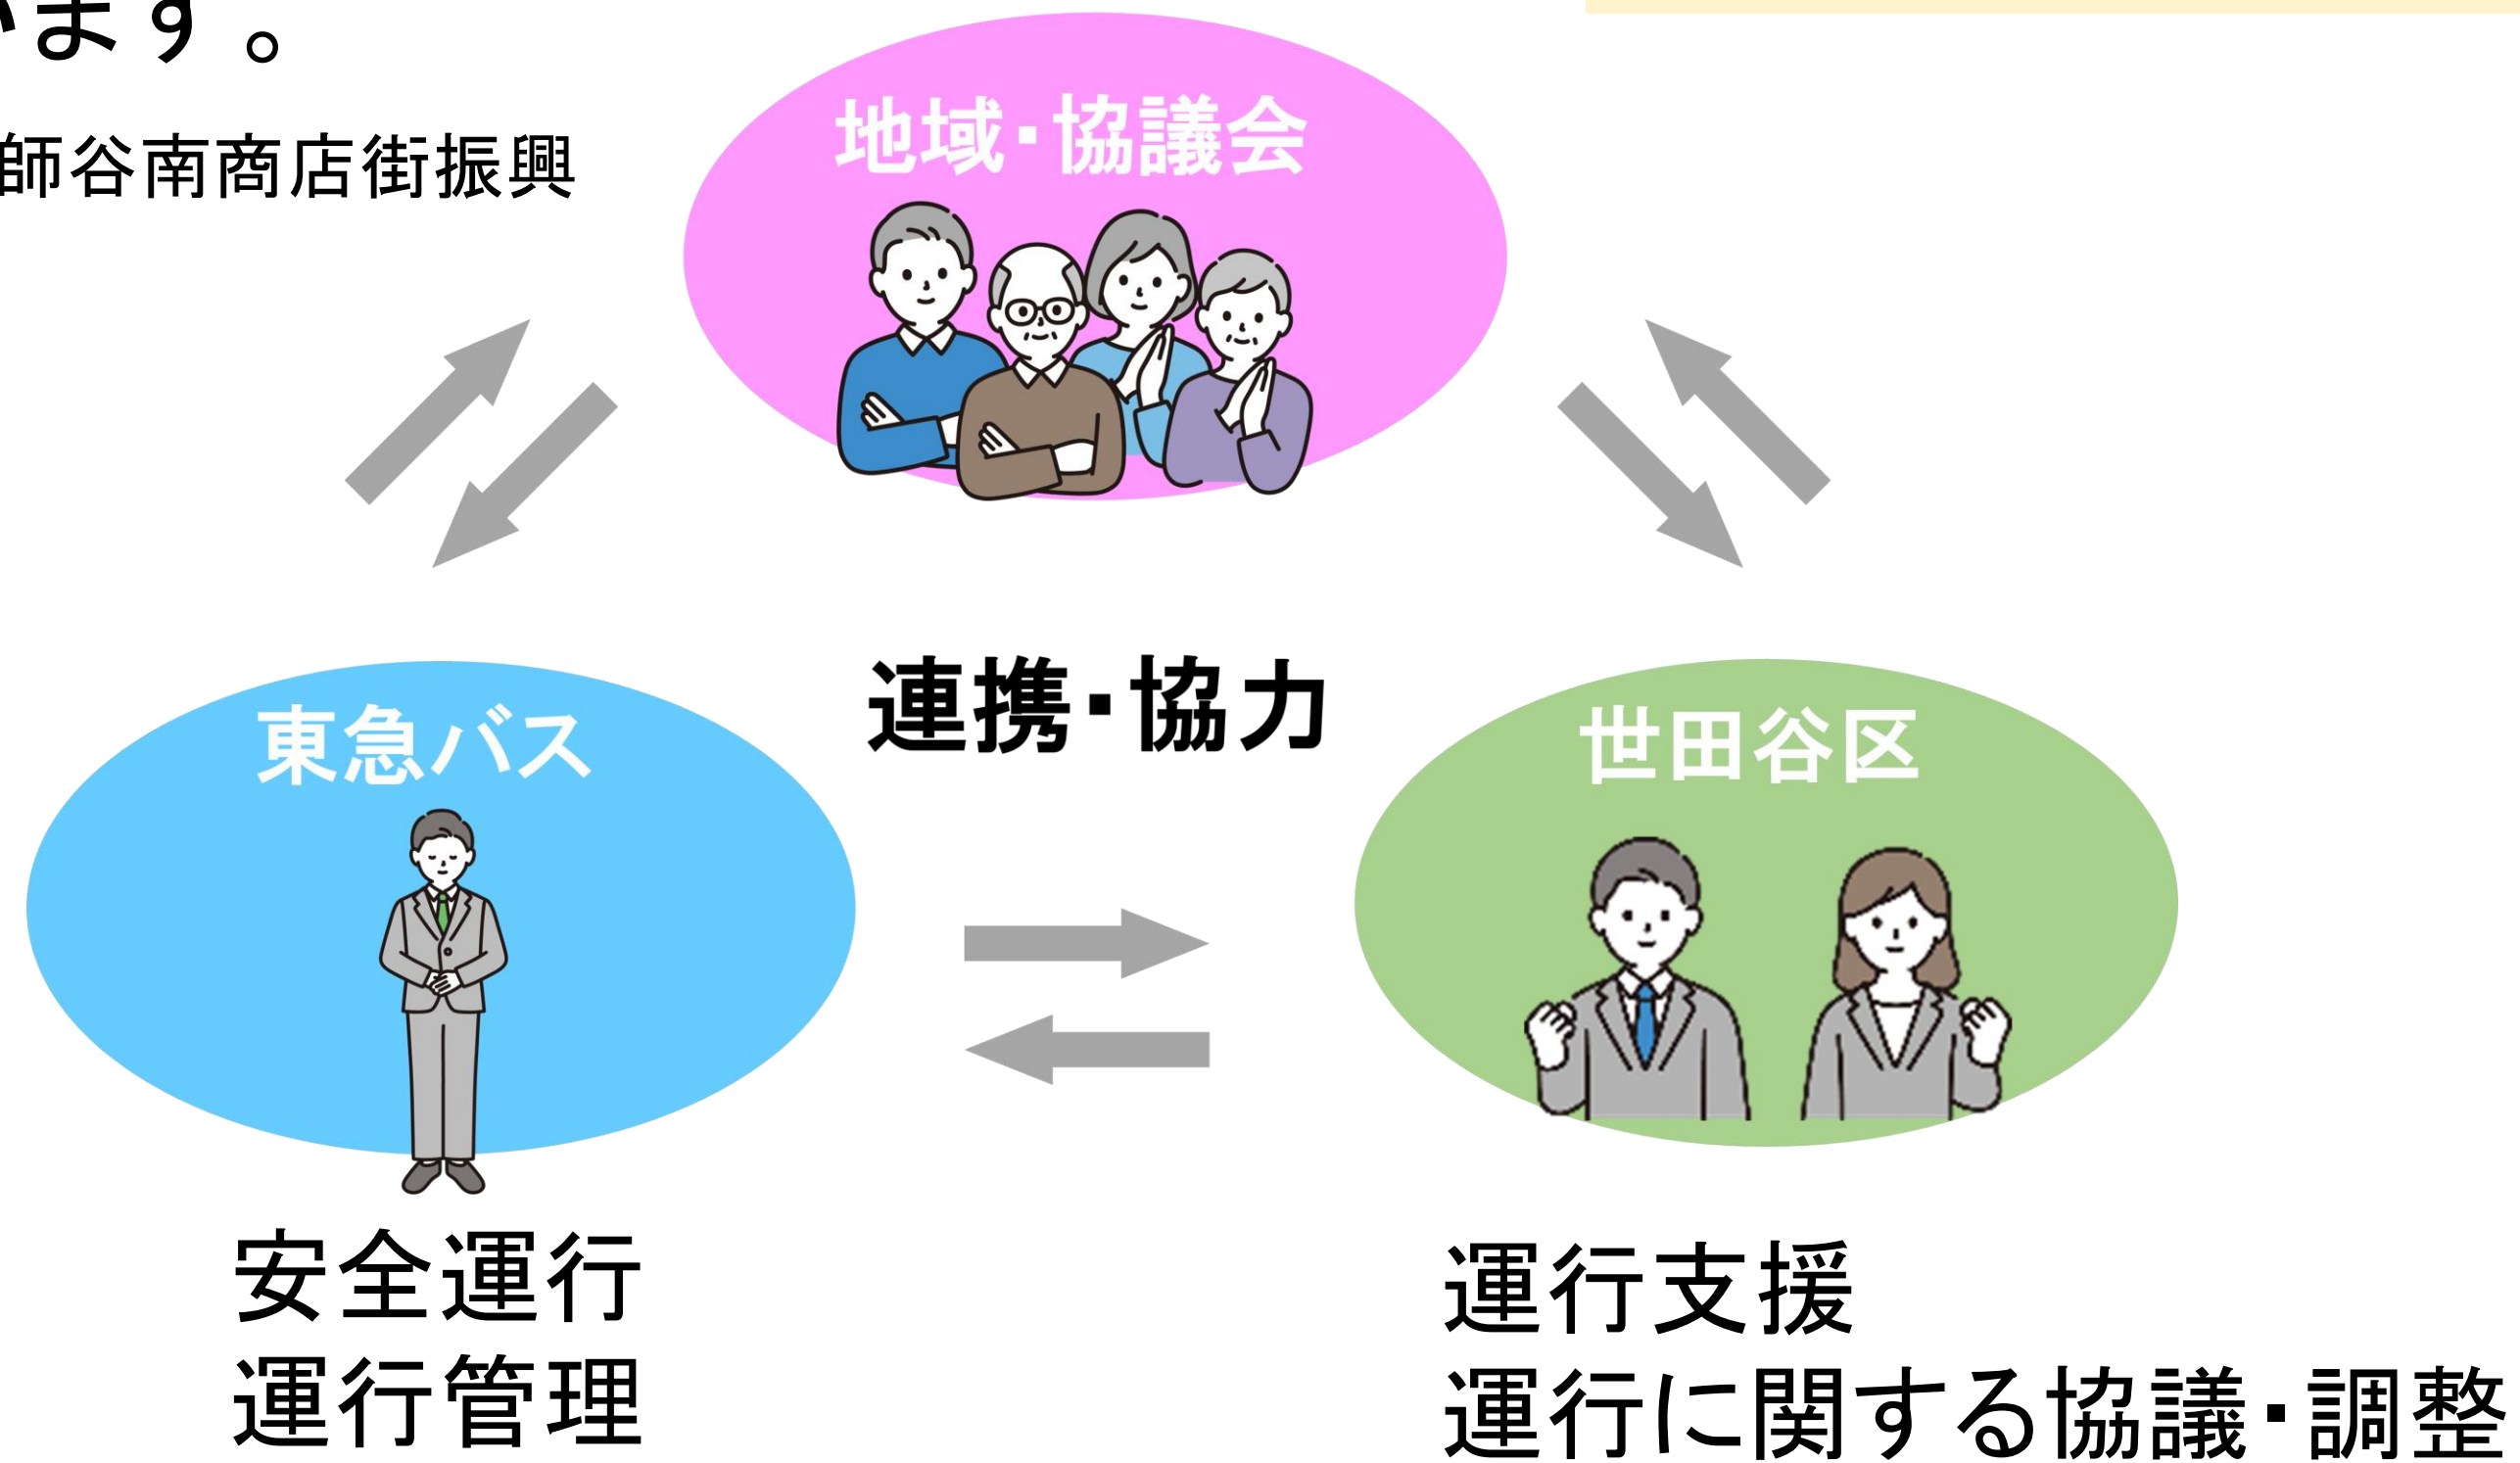 います。
師谷南商店街振興
地域・協議会
連携・協力
東急バス
世田谷区
安全運行
運行管理
運行支援
運行に関する協議・調整